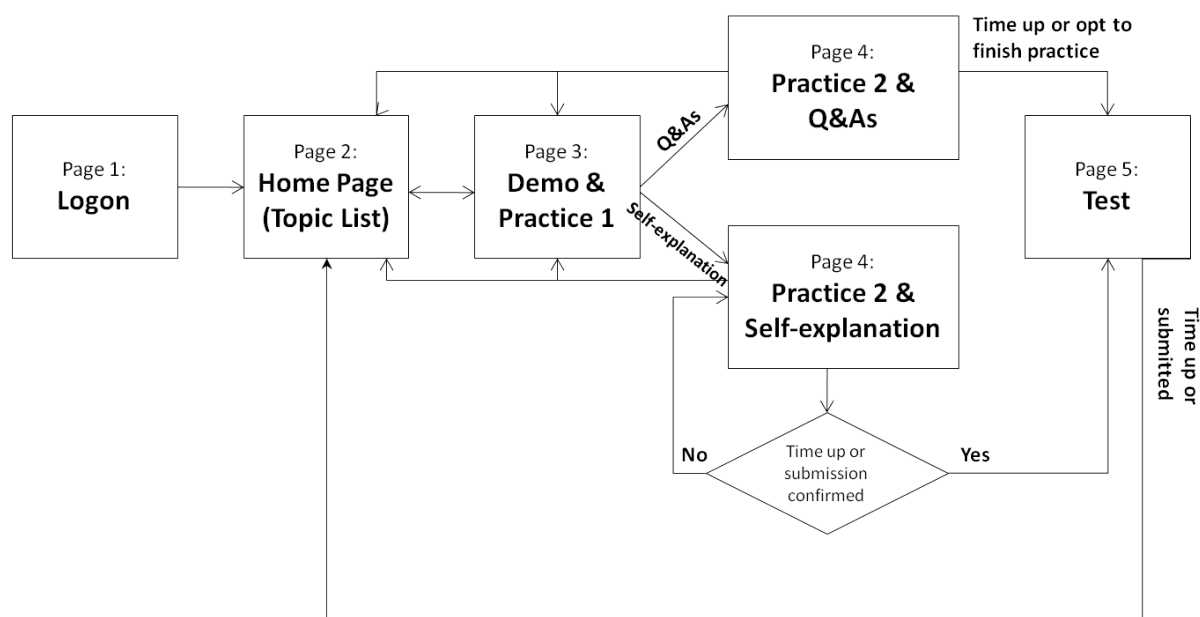 Page 1:
Logon
Page 2:
Home Page
(Topic List)
Page 3:
Demo &
Practice 1
Q&As
Self-explanation
Page 4:
Practice 2 &
Q&As
Time up or opt to
finish practice
Page 4:
Practice 2 &
Self-explanation
No
Time up or
submission
confirmed
Yes
Page 5:
Test
Time up or
submitted